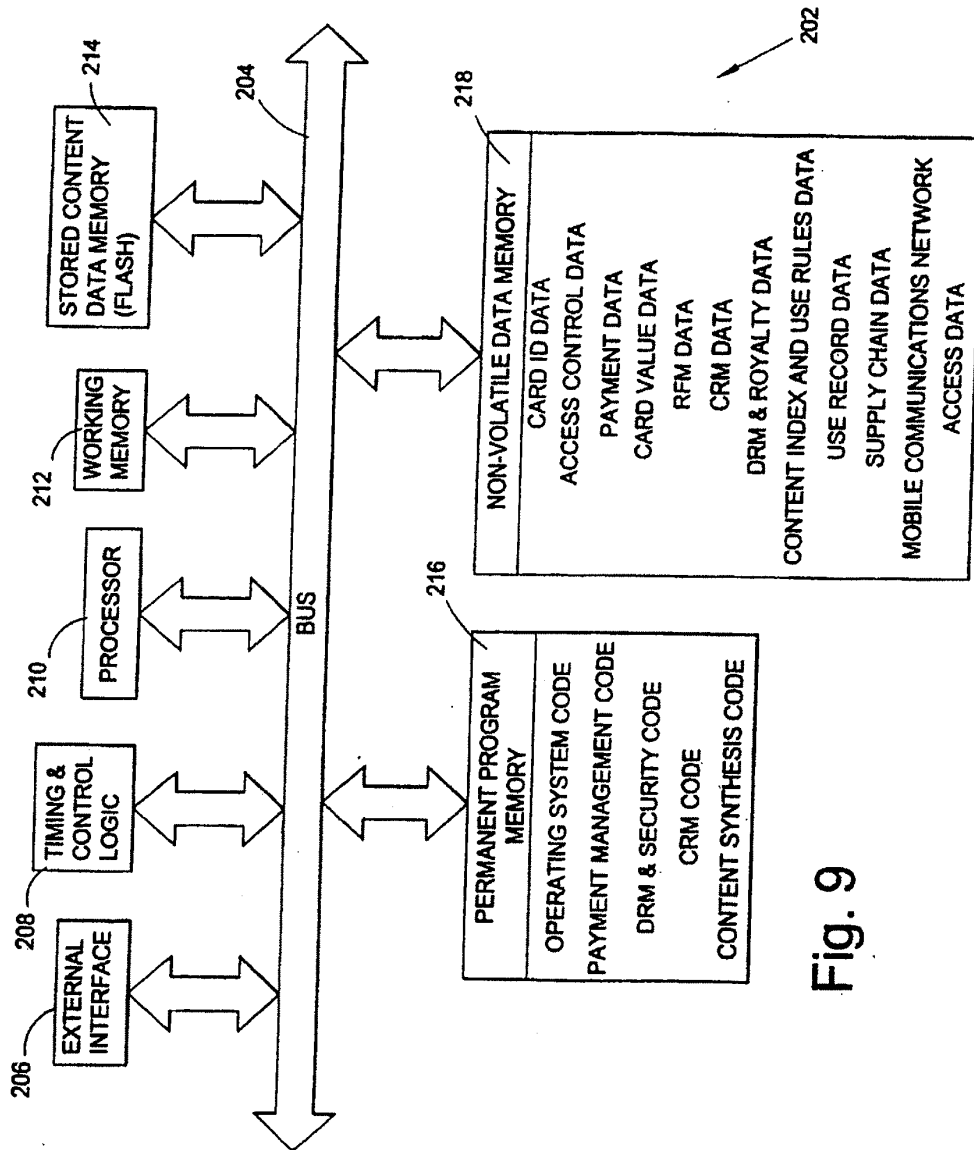 206
EXTERNAL
INTERFACE
208
TIMING &
CONTROL
LOGIC
210
PROCESSOR
212
WORKING
MEMORY
214
STORED CONTENT
DATA MEMORY
(FLASH)
204
BUS
216
PERMANENT PROGRAM
MEMORY
OPERATING SYSTEM CODE
PAYMENT MANAGEMENT CODE
DRM & SECURITY CODE
CRM CODE
CONTENT SYNTHESIS CODE
218
NON-VOLATILE DATA MEMORY
CARD ID DATA
ACCESS CONTROL DATA
PAYMENT DATA
CARD VALUE DATA
RFM DATA
CRM DATA
DRM & ROYALTY DATA
CONTENT INDEX AND USE RULES DATA
USE RECORD DATA
SUPPLY CHAIN DATA
MOBILE COMMUNICATIONS NETWORK
ACCESS DATA
202
Fig. 9